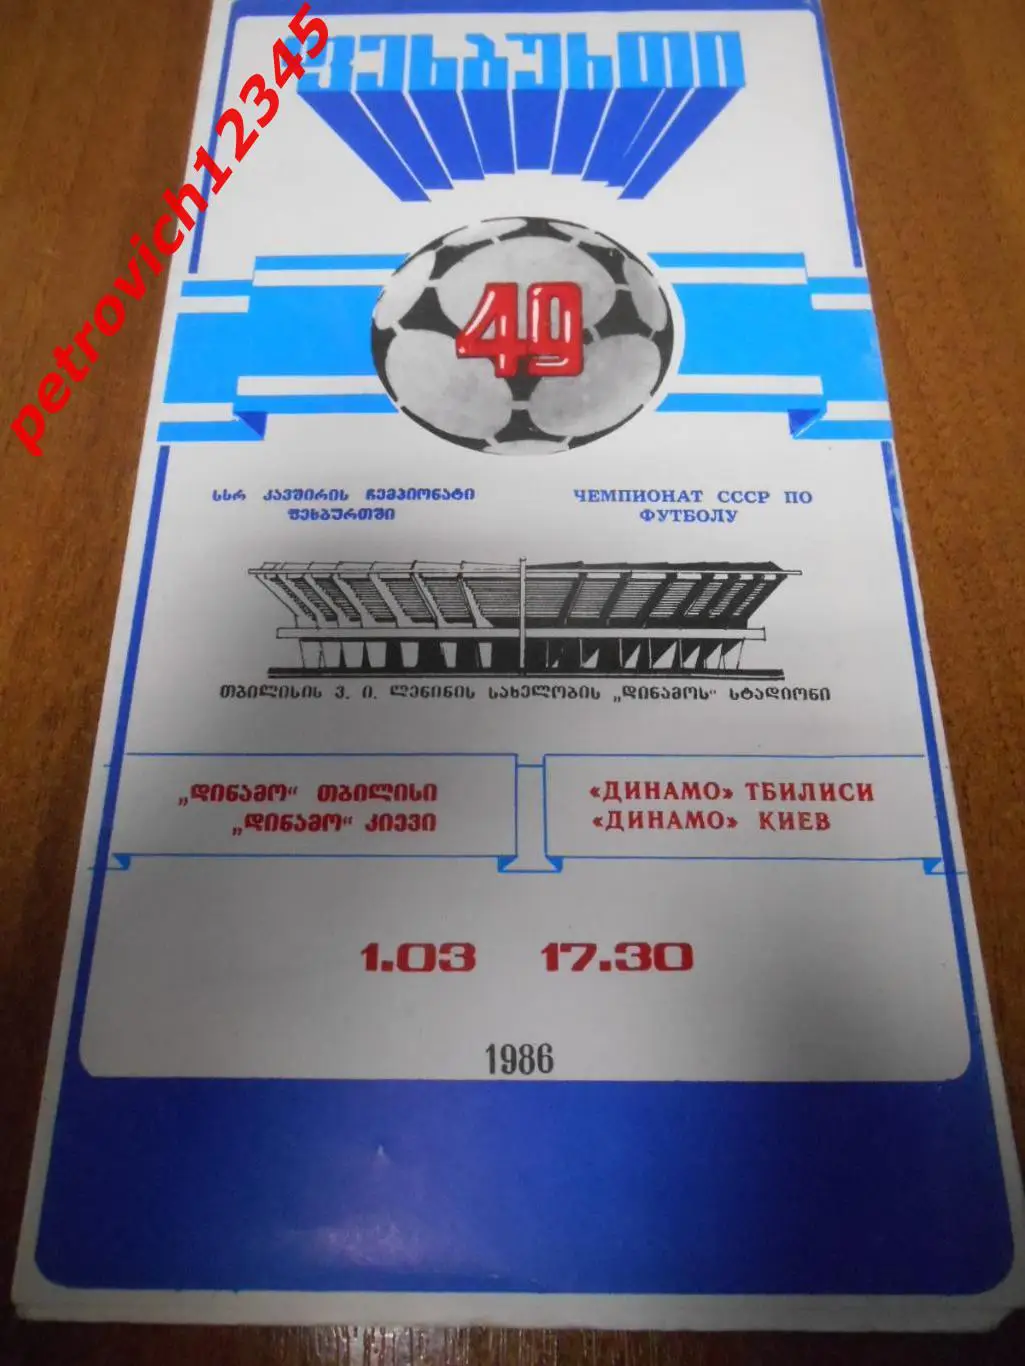 ფეხბურთი
petrovich12345
49
სსრ კავშირის ჩემპიონატი
ფეხბურთში
ЧЕМПИОНАТ СССР ПО
ФУТБОЛУ
თბილისის ვ. ი. ლენინის სახელობის „დინამოს“ სტადიონი
„დინამო“ თბილისი
„დინამო“ კიევი
«ДИНАМО» ТБИЛИСИ
«ДИНАМО» КИЕВ
1.03 17.30
1986